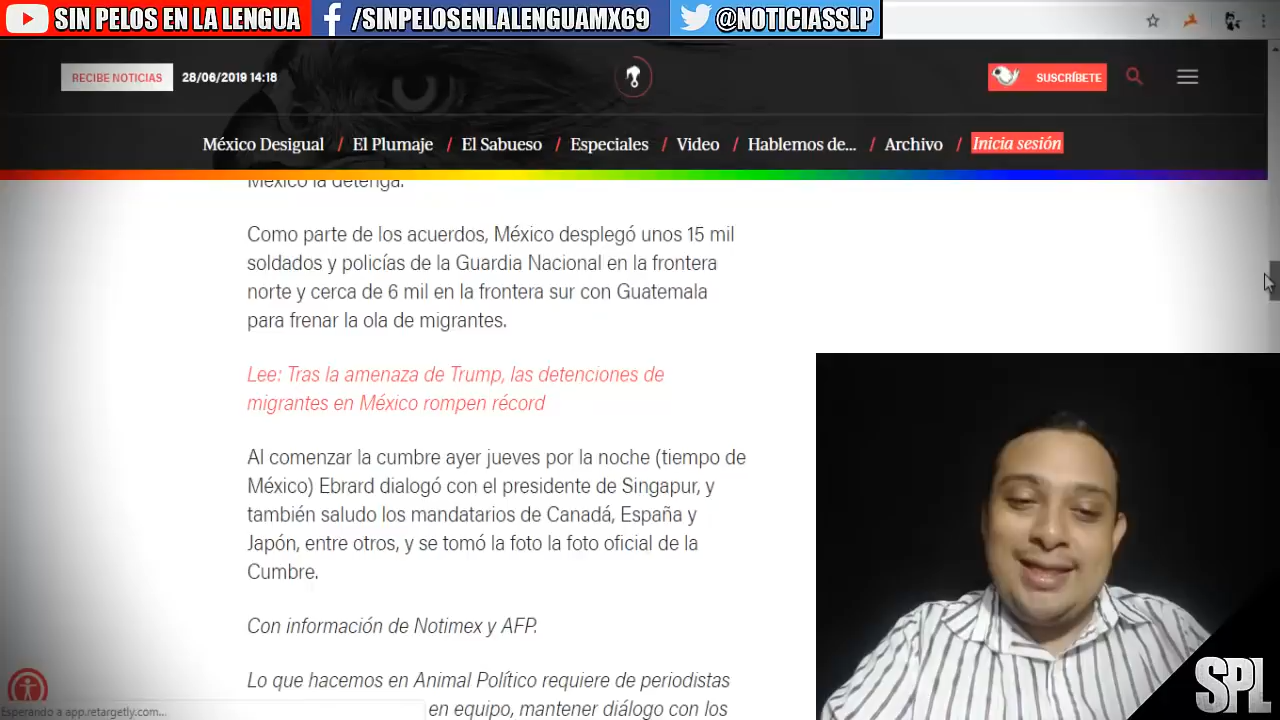 SIN PELOS EN LA LENGUA
/SINPELOSENLALENGUAMX69
@NOTICIASSLP
RECIBE NOTICIAS
28/06/2019 14:18
SUSCRÍBETE
México Desigual / El Plumaje / El Sabueso / Especiales / Video / Hablemos de... / Archivo / Inicia sesión
México la detenga.
Como parte de los acuerdos, México desplegó unos 15 mil
soldados y policías de la Guardia Nacional en la frontera
norte y cerca de 6 mil en la frontera sur con Guatemala
para frenar la ola de migrantes.
Lee: Tras la amenaza de Trump, las detenciones de
migrantes en México rompen récord
Al comenzar la cumbre ayer jueves por la noche (tiempo de
México) Ebrard dialogó con el presidente de Singapur, y
también saludo los mandatarios de Canadá, España y
Japón, entre otros, y se tomó la foto la foto oficial de la
Cumbre.
Con información de Notimex y AFP.
Lo que hacemos en Animal Político requiere de periodistas
en equipo, mantener diálogo con los
Esperando a app.retargetly.com...
SPL